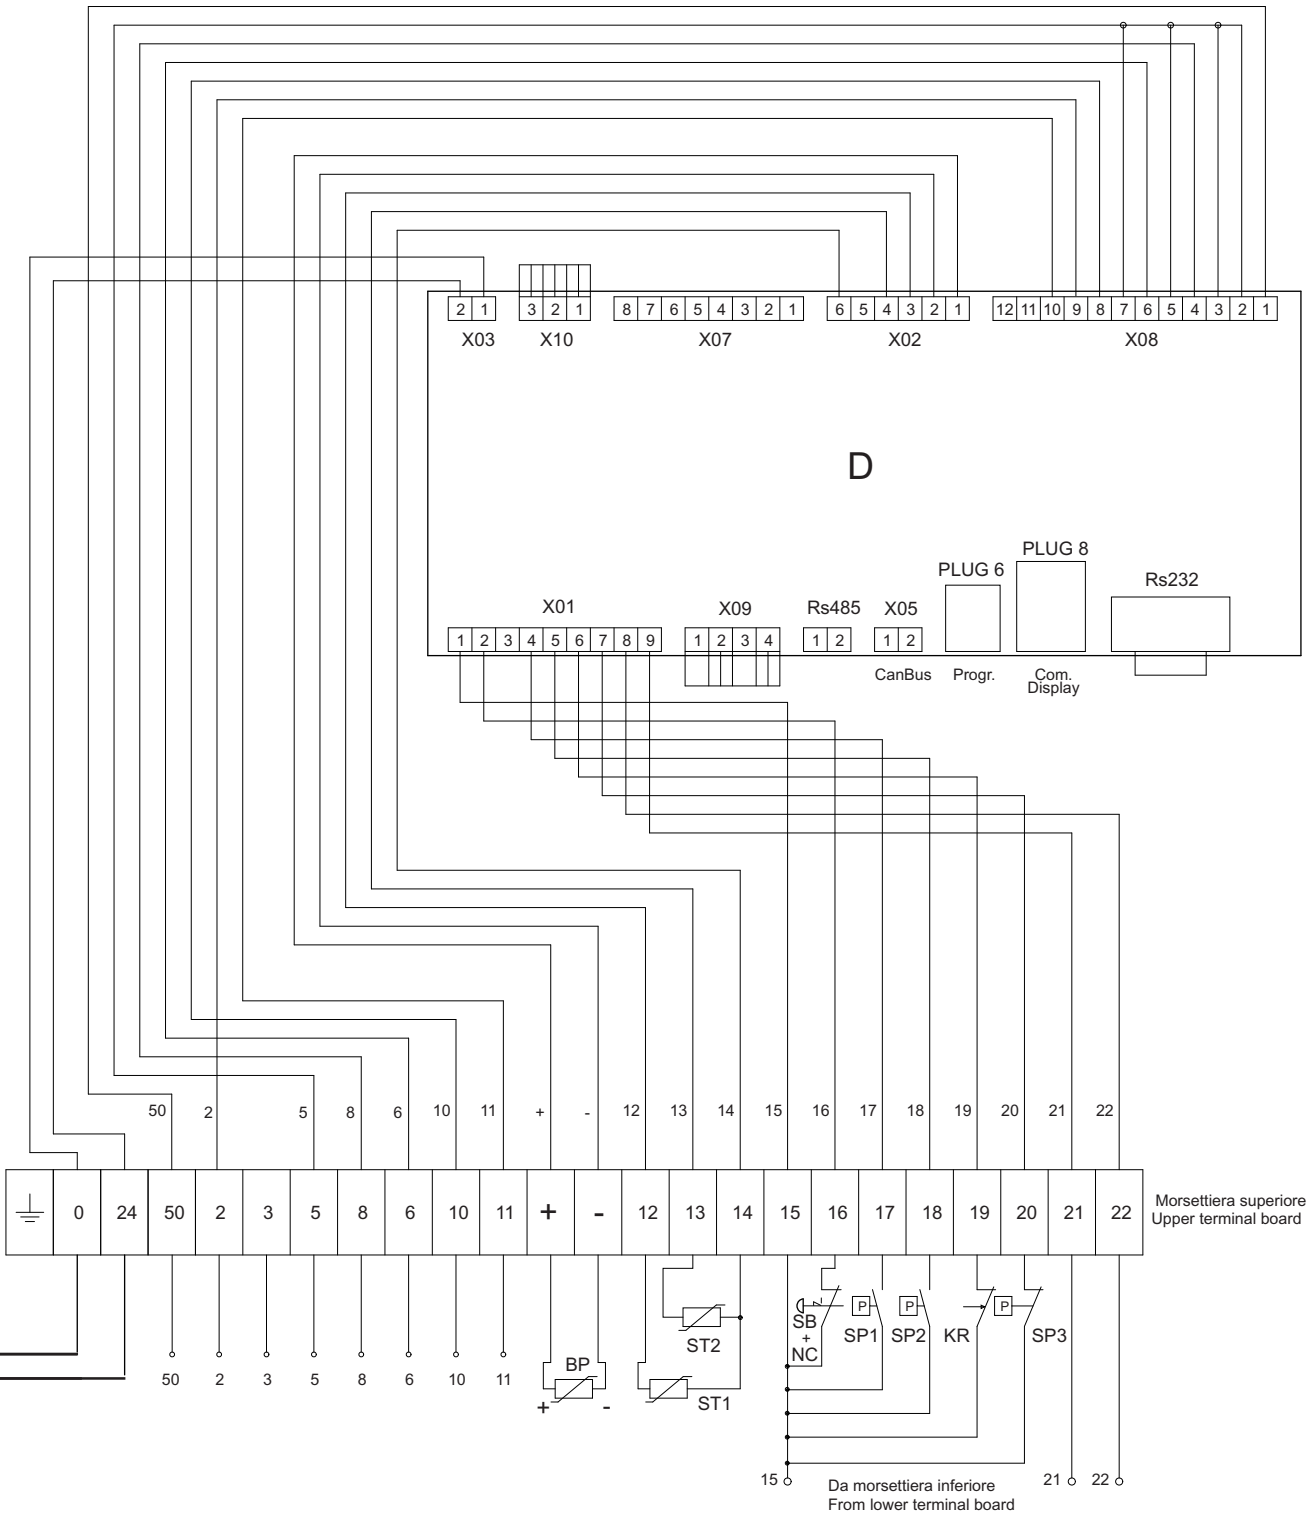 2 1
3 2 1
8 7 6 5 4 3 2 1
6 5 4 3 2 1
12 11 10 9 8 7 6 5 4 3 2 1
X03
X10
X07
X02
X08
D
PLUG 8
PLUG 6
Rs232
X01
X09
Rs485
X05
1 2 3 4 5 6 7 8 9
1 2 3 4
1 2
1 2
CanBus
Progr.
Com.
Display
50 2 5 8 6 10 11 + - 12 13 14 15 16 17 18 19 20 21 22
0 24 50 2 3 5 8 6 10 11 + - 12 13 14 15 16 17 18 19 20 21 22
Morsettiera superiore
Upper terminal board
P
P
P
SB
+
NC
SP1
SP2
KR
SP3
ST2
BP
+ -
ST1
50 2 3 5 8 6 10 11
15
21
22
Da morsettiera inferiore
From lower terminal board